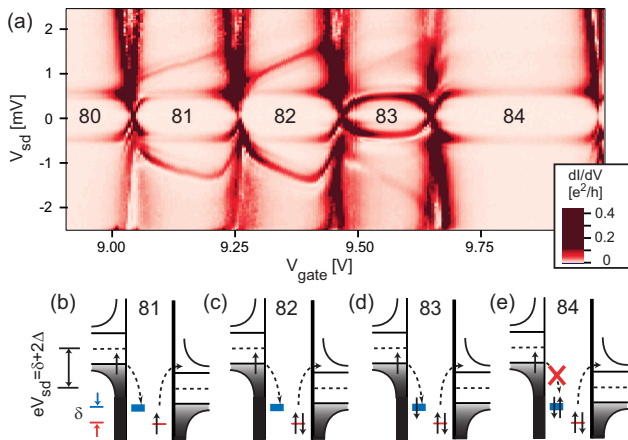 (a)
V_sd [mV]
2
1
0
-1
-2
80 81 82 83 84
9.00 9.25 9.50 9.75
V_gate [V]
dI/dV
[e²/h]
0.4
0.2
0
(b) 81 (c) 82 (d) 83 (e) 84
eV_sd=δ+2Δ
δ